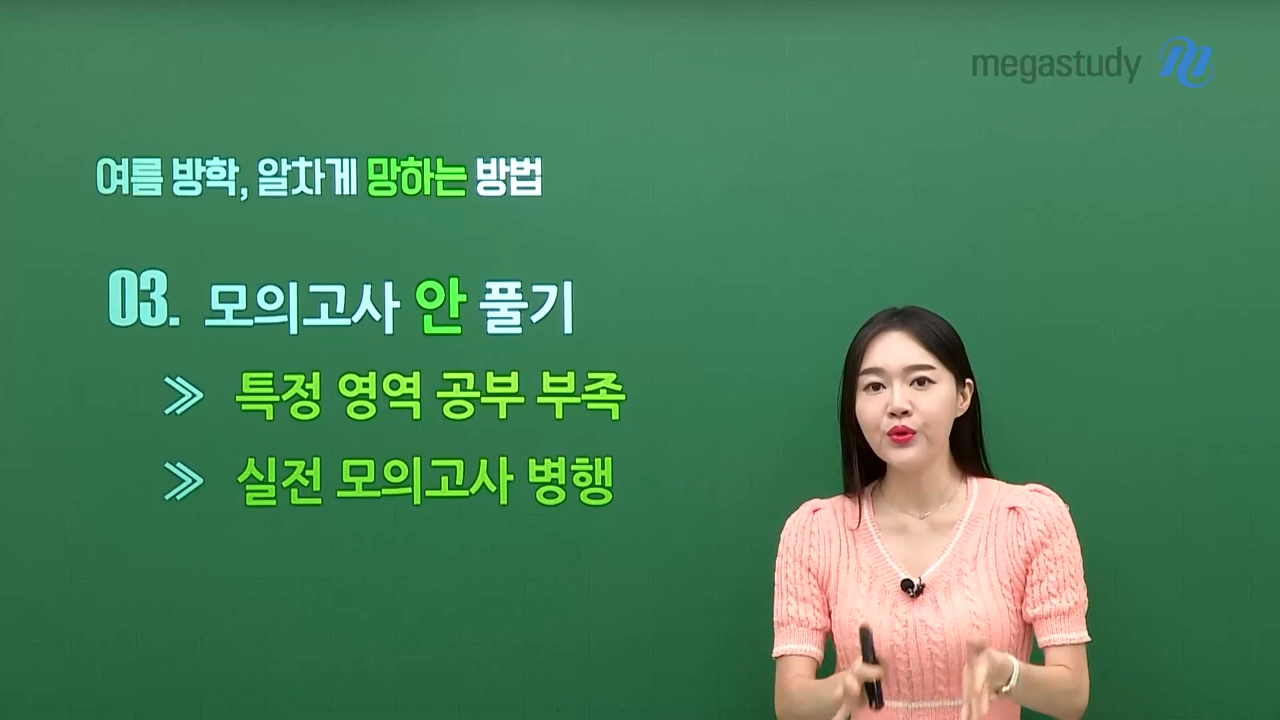 megastudy
여름 방학, 알차게 망하는 방법
03. 모의고사 안 풀기
» 특정 영역 공부 부족
» 실전 모의고사 병행